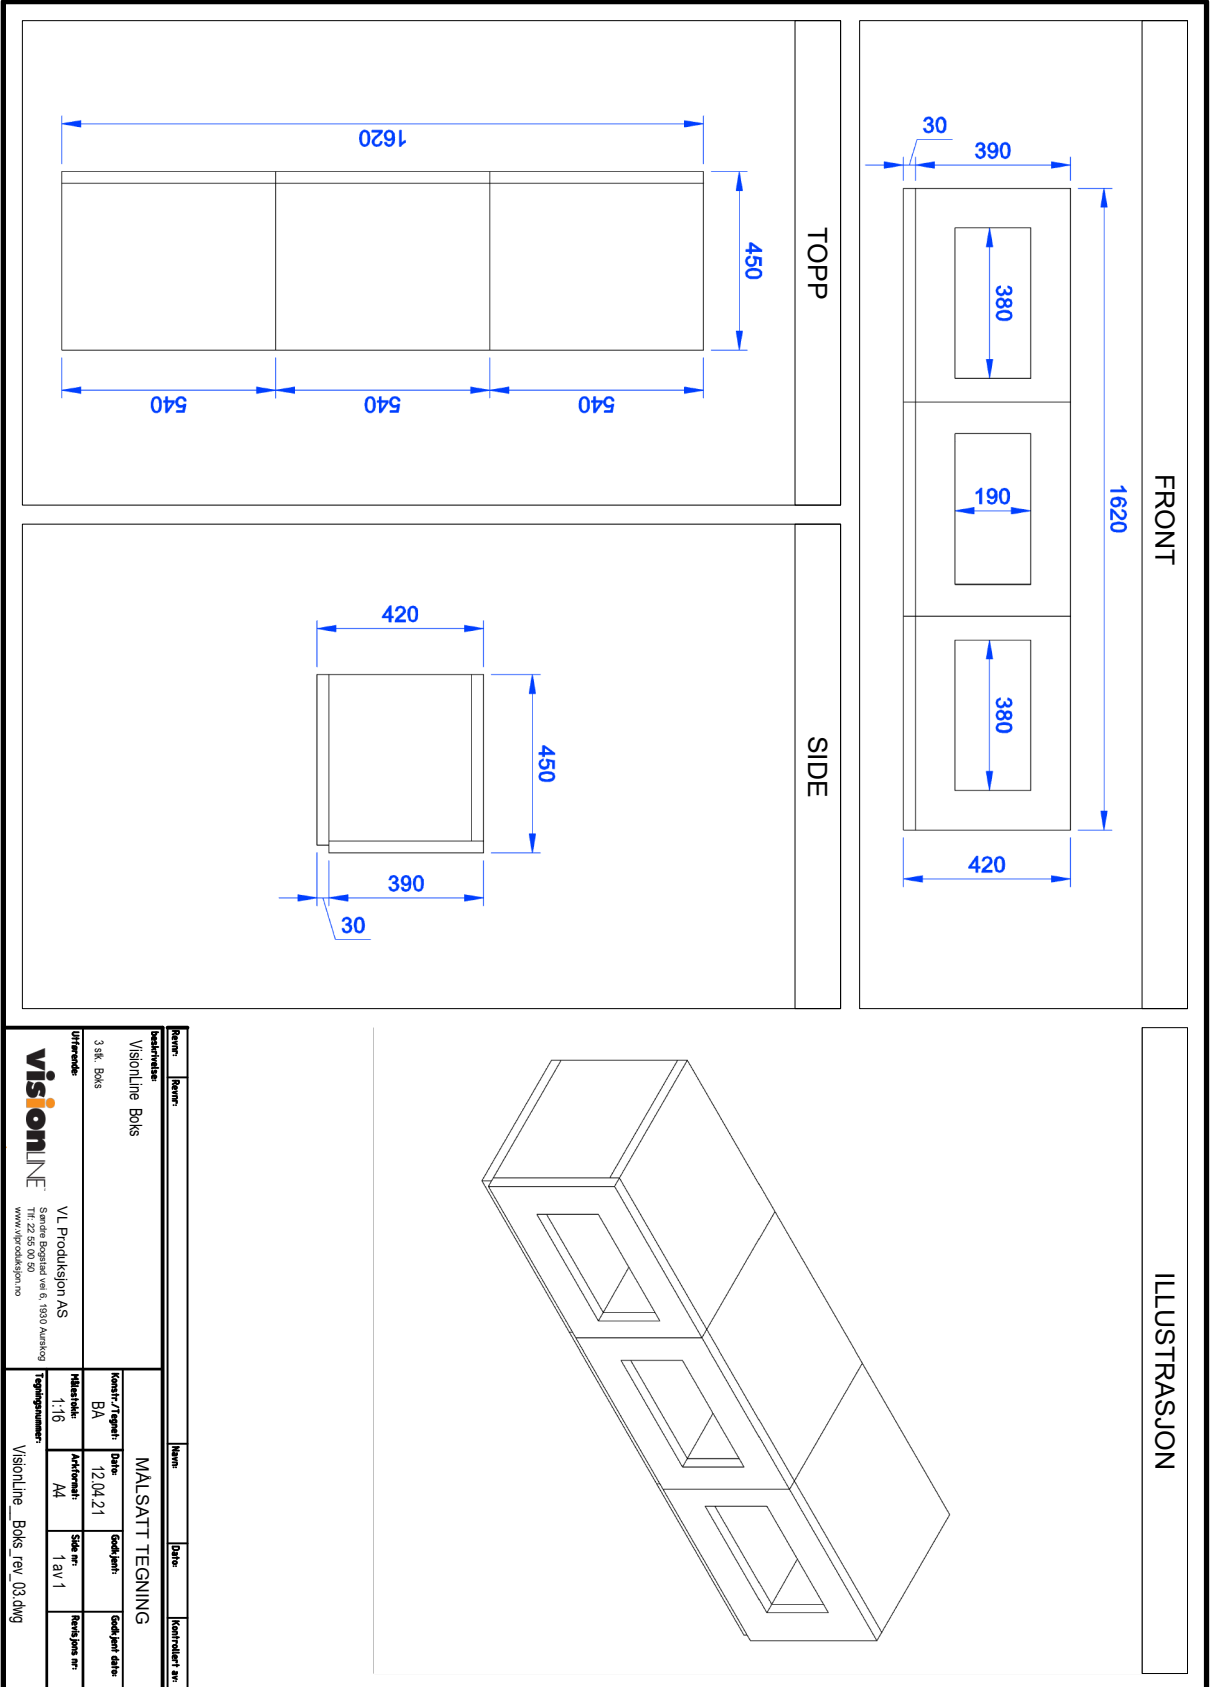 FRONT
30
390
1620
380
190
380
420
TOPP
1620
450
540
540
540
SIDE
420
450
390
30
ILLUSTRASJON
Revnr:
Revnr:
Navn:
Dato:
Kontrollert av:
beskrivelse:
VisionLine Boks
3 stk. Boks
MÅLSATT TEGNING
Konstr./Tegnet:
BA
Dato:
12.04.21
Godkjent:
Godkjent dato:
Utførende:
visionLINE
VL Produksjon AS
Søndre Bogstad vei 6, 1930 Aurskog
Tlf: 22 55 00 50
www.vlproduksjon.no
Målestokk:
1:16
Arkformat:
A4
Side nr:
1 av 1
Revisjons nr:
Tegningsnummer:
VisionLine__Boks_rev_03.dwg